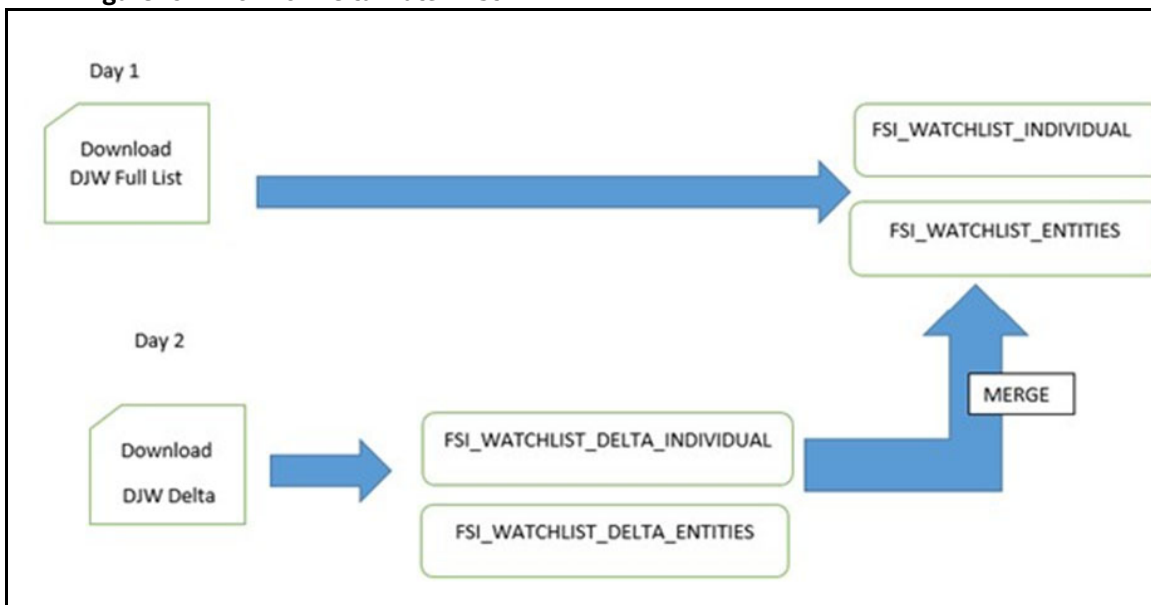 Day 1
Download
DJW Full List
FSI_WATCHLIST_INDIVIDUAL
FSI_WATCHLIST_ENTITIES
Day 2
Download
DJW Delta
FSI_WATCHLIST_DELTA_INDIVIDUAL
FSI_WATCHLIST_DELTA_ENTITIES
MERGE